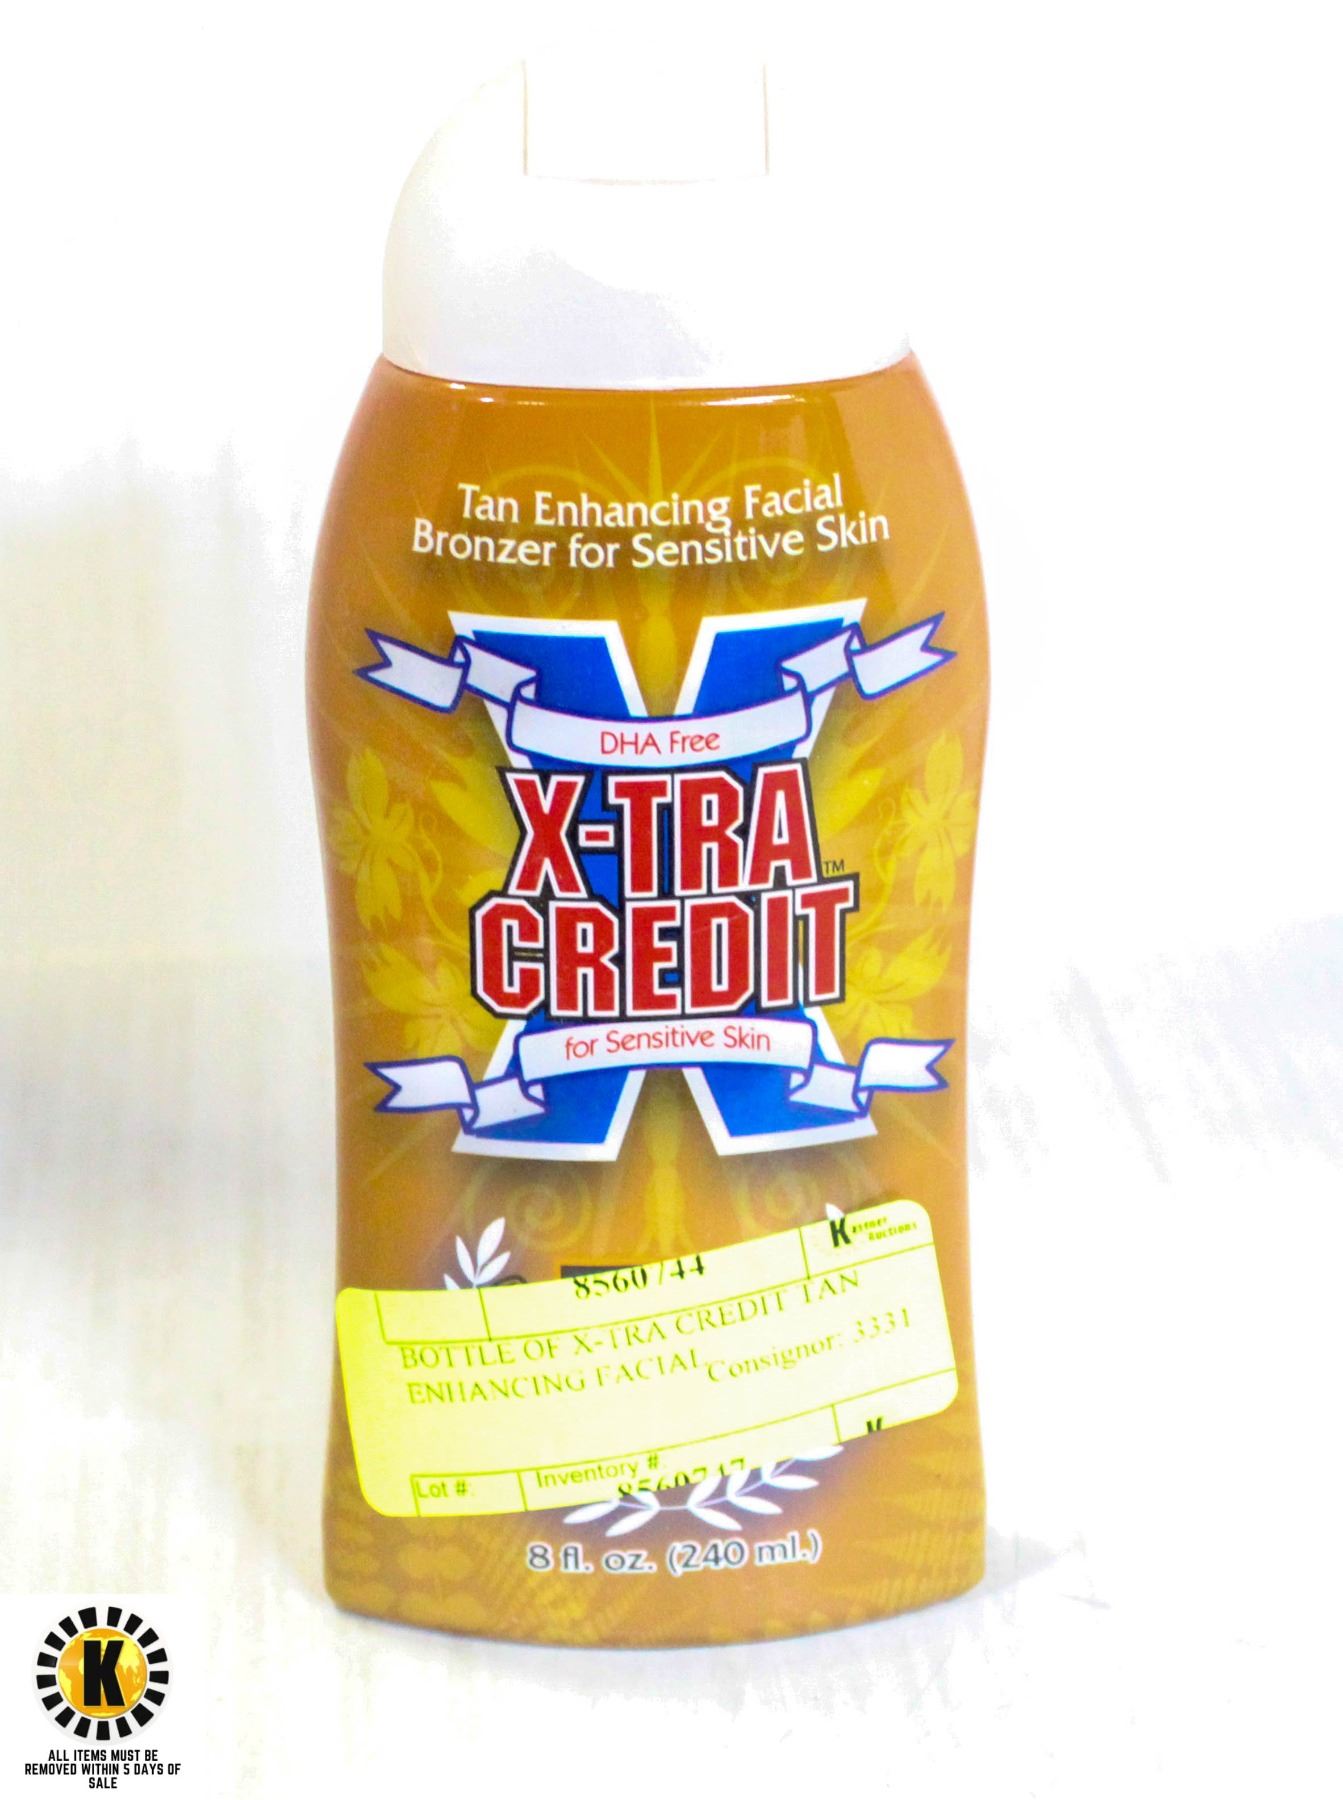 Tan Enhancing Facial
Bronzer for Sensitive Skin
DHA Free
X-TRA™
CREDIT
for Sensitive Skin
K
Auctions
BOTTLE OF X-TRA CREDIT TAN
ENHANCING FACIAL
Consignor: 3331
Lot #:
Inventory #:
8 fl. oz. (240 ml.)
K
ALL ITEMS MUST BE
REMOVED WITHIN 5 DAYS OF
SALE